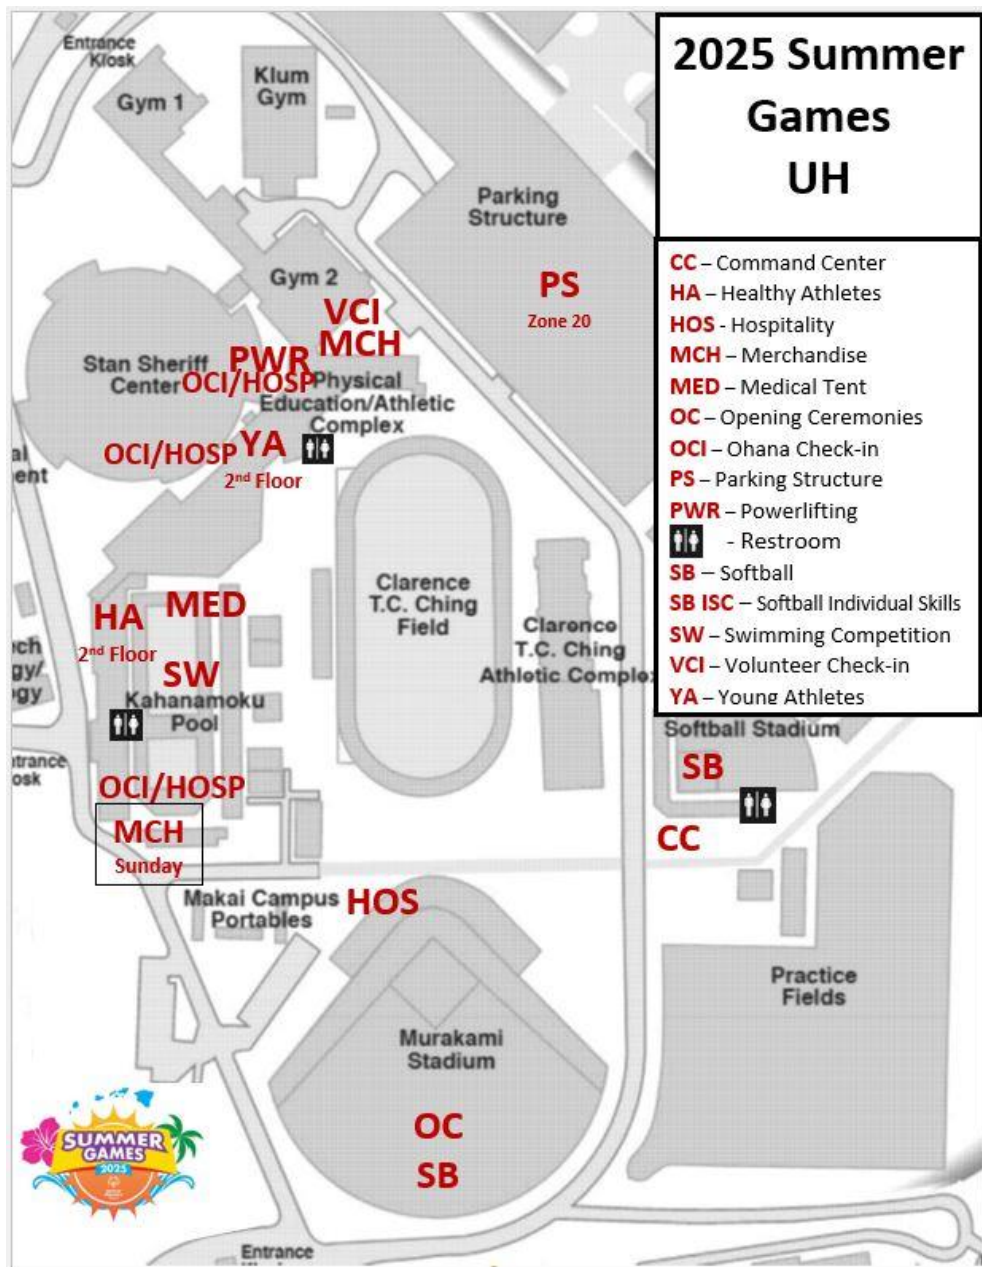 2025 Summer
Games
UH
CC – Command Center
HA – Healthy Athletes
HOS - Hospitality
MCH – Merchandise
MED – Medical Tent
OC – Opening Ceremonies
OCI – Ohana Check-in
PS – Parking Structure
PWR – Powerlifting
- Restroom
SB – Softball
SB ISC – Softball Individual Skills
SW – Swimming Competition
VCI – Volunteer Check-in
YA – Young Athletes
Entrance
Kiosk
Gym 1
Klum
Gym
Parking
Structure
PS
Zone 20
Gym 2
VCI
MCH
Stan Sheriff
Center
PWR
OCI/HOSP
Physical
Education/Athletic
Complex
OCI/HOSP
YA
2nd Floor
Clarence
T.C. Ching
Field
Clarence
T.C. Ching
Athletic Complex
HA
2nd Floor
MED
SW
Kahanamoku
Pool
OCI/HOSP
MCH
Sunday
Softball Stadium
SB
CC
Makai Campus
Portables
HOS
Practice
Fields
Murakami
Stadium
OC
SB
SUMMER
GAMES
2025
Entrance